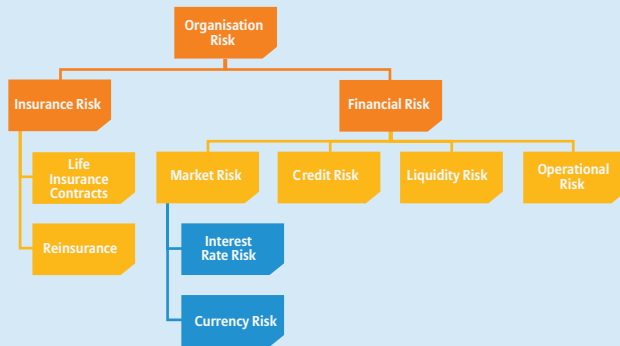 Organisation
Risk
Insurance Risk
Financial Risk
Life
Insurance
Contracts
Market Risk
Credit Risk
Liquidity Risk
Operational
Risk
Reinsurance
Interest
Rate Risk
Currency Risk